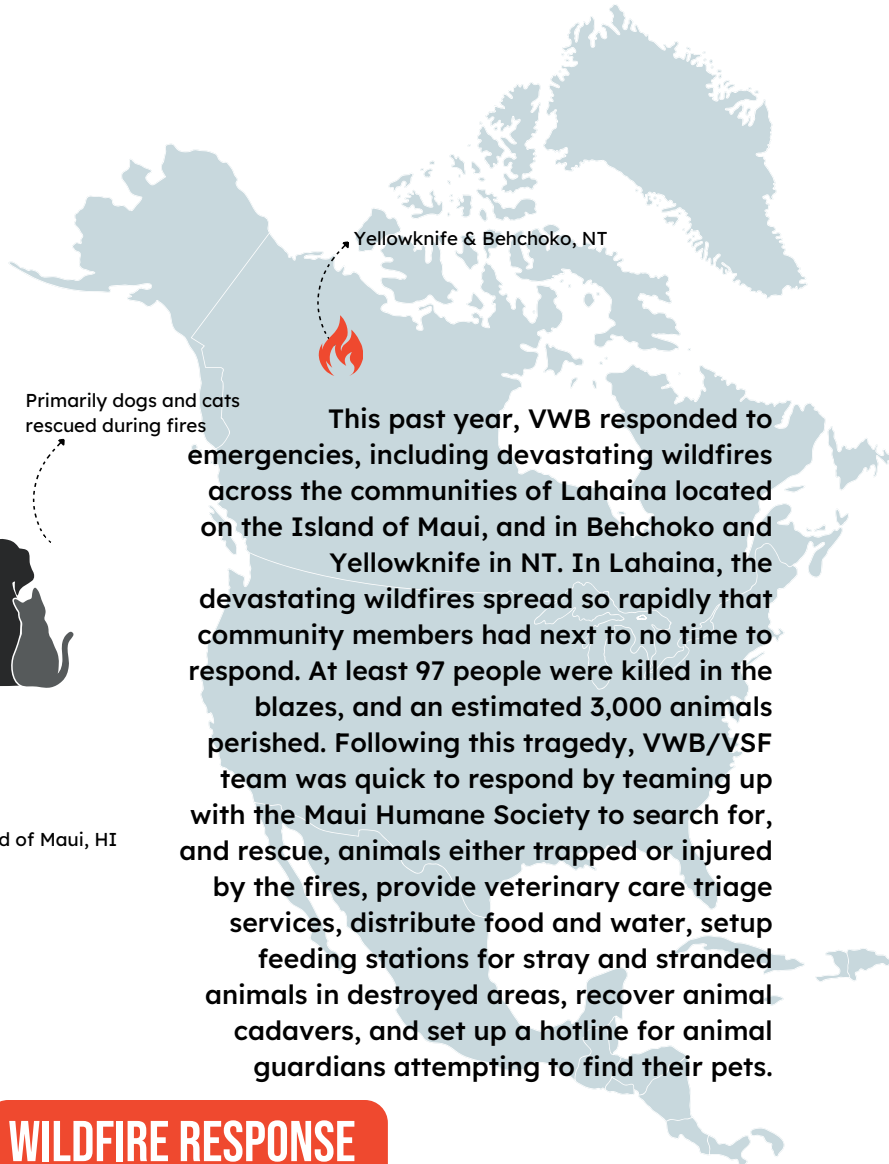 Yellowknife & Behchoko, NT
Primarily dogs and cats
rescued during fires
This past year, VWB responded to
emergencies, including devastating wildfires
across the communities of Lahaina located
on the Island of Maui, and in Behchoko and
Yellowknife in NT. In Lahaina, the
devastating wildfires spread so rapidly that
community members had next to no time to
respond. At least 97 people were killed in the
blazes, and an estimated 3,000 animals
perished. Following this tragedy, VWB/VSF
team was quick to respond by teaming up
with the Maui Humane Society to search for,
and rescue, animals either trapped or injured
by the fires, provide veterinary care triage
services, distribute food and water, setup
feeding stations for stray and stranded
animals in destroyed areas, recover animal
cadavers, and set up a hotline for animal
guardians attempting to find their pets.
d of Maui, HI
WILDFIRE RESPONSE